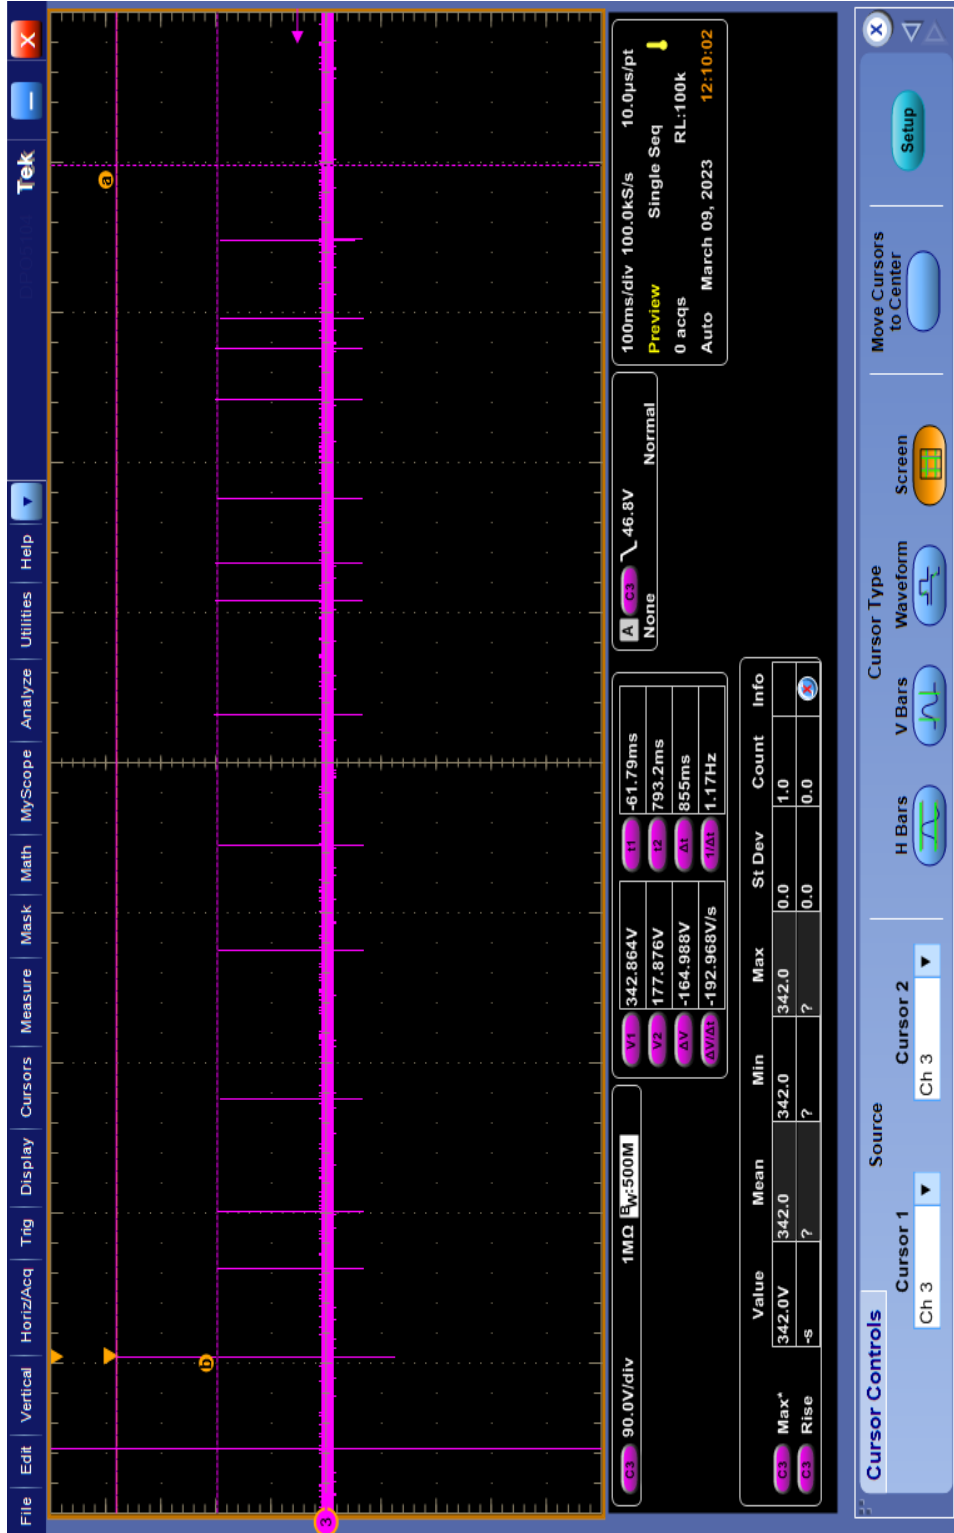 File Edit Vertical Horiz/Acq Trig Display Cursors Measure Mask Math MyScope Analyze Utilities Help Tek
a
b
3
C3 90.0V/div 1MΩ BW:500M
V1 342.864V t1 -61.79ms
V2 177.876V t2 793.2ms
ΔV -164.988V Δt 855ms
ΔV/Δt -192.968V/s 1/Δt 1.17Hz
A C3 46.8V
None Normal
100ms/div 100.0kS/s 10.0µs/pt
Preview Single Seq
0 acqs RL:100k
Auto March 09, 2023 12:10:02
Value Mean Min Max St Dev Count Info
C3 Max* 342.0V 342.0 342.0 342.0 0.0 1.0
C3 Rise -s ? ? ? 0.0 0.0
Cursor Controls
Source
Cursor 1
Ch 3
Cursor 2
Ch 3
Cursor Type
H Bars
V Bars
Waveform
Screen
Move Cursors
to Center
Setup